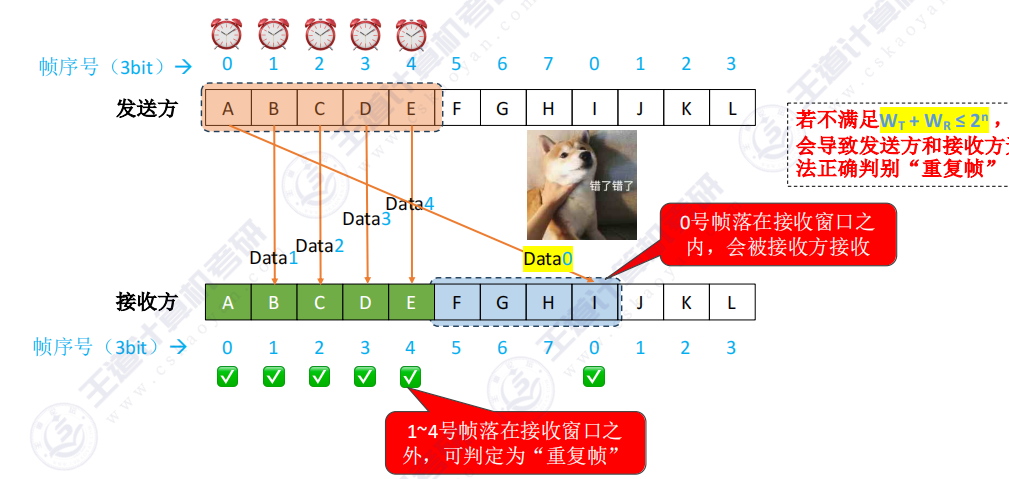 帧序号（3bit）→ 0 1 2 3 4 5 6 7 0 1 2 3
发送方 A B C D E F G H I J K L
若不满足W_T + W_R ≤ 2ⁿ ，
会导致发送方和接收方
法正确判别“重复帧”
错了错了
Data4
Data3
Data2
Data1
Data0
0号帧落在接收窗口之
内，会被接收方接收
接收方 A B C D E F G H I J K L
帧序号（3bit）→ 0 1 2 3 4 5 6 7 0 1 2 3
1~4号帧落在接收窗口之
外，可判定为“重复帧”
王道计算机考研
www.cskaoyan.com